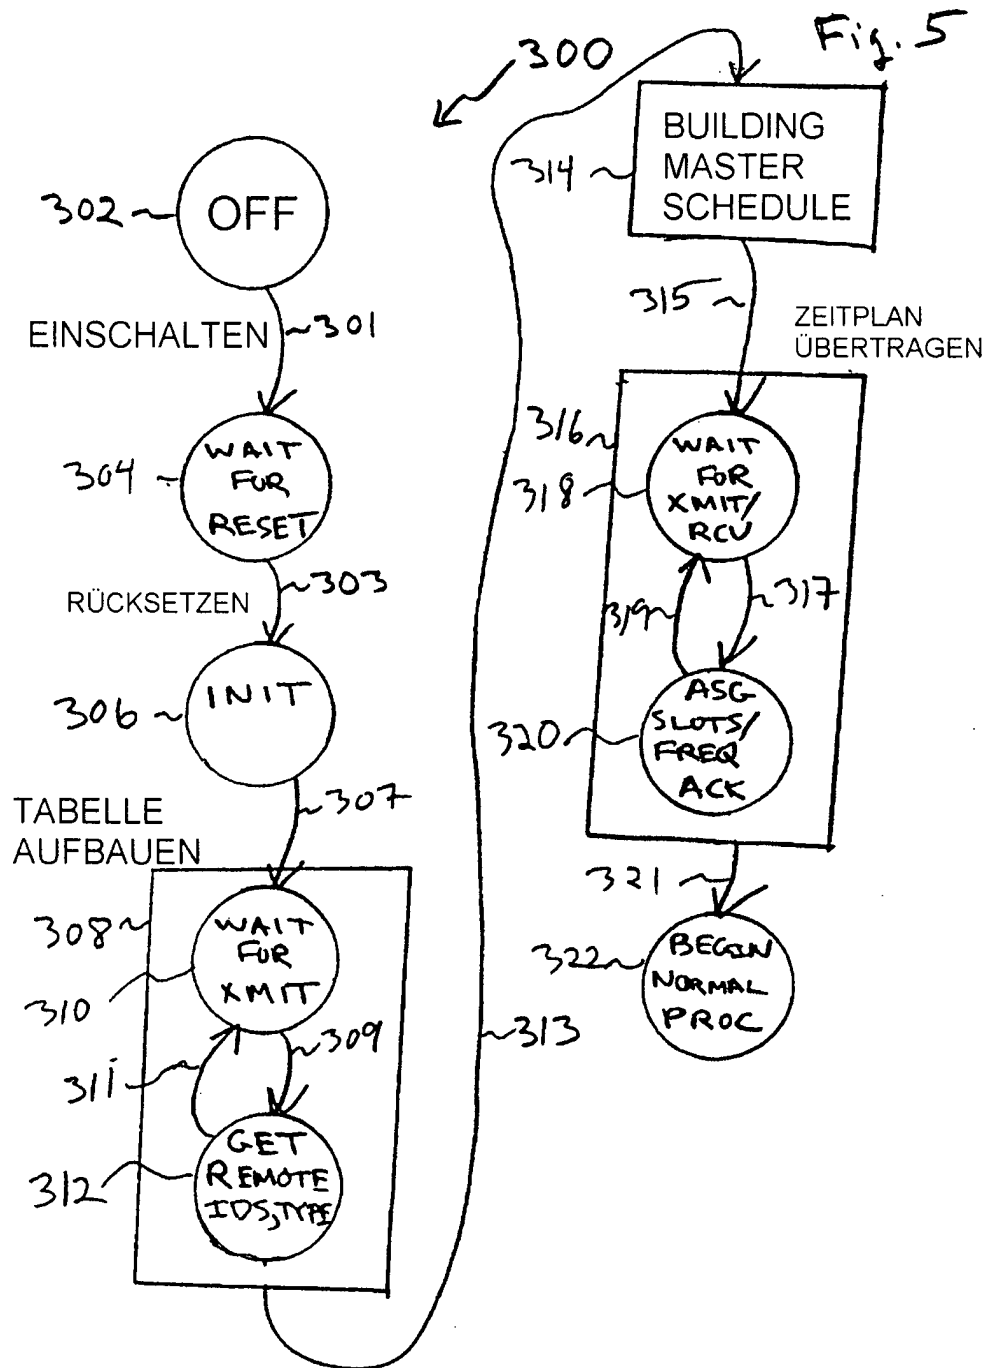 Fig. 5
300
302
OFF
EINSCHALTEN
301
304
WAIT
FOR
RESET
RÜCKSETZEN
303
306
INIT
307
TABELLE
AUFBAUEN
308
WAIT
FOR
XMIT
310
309
311
GET
REMOTE
IDS, TYPE
312
313
BUILDING
MASTER
SCHEDULE
314
315
ZEITPLAN
ÜBERTRAGEN
316
318
WAIT
FOR
XMIT/
RCV
319
317
320
ASG
SLOTS/
FREQ
ACK
321
322
BEGIN
NORMAL
PROC